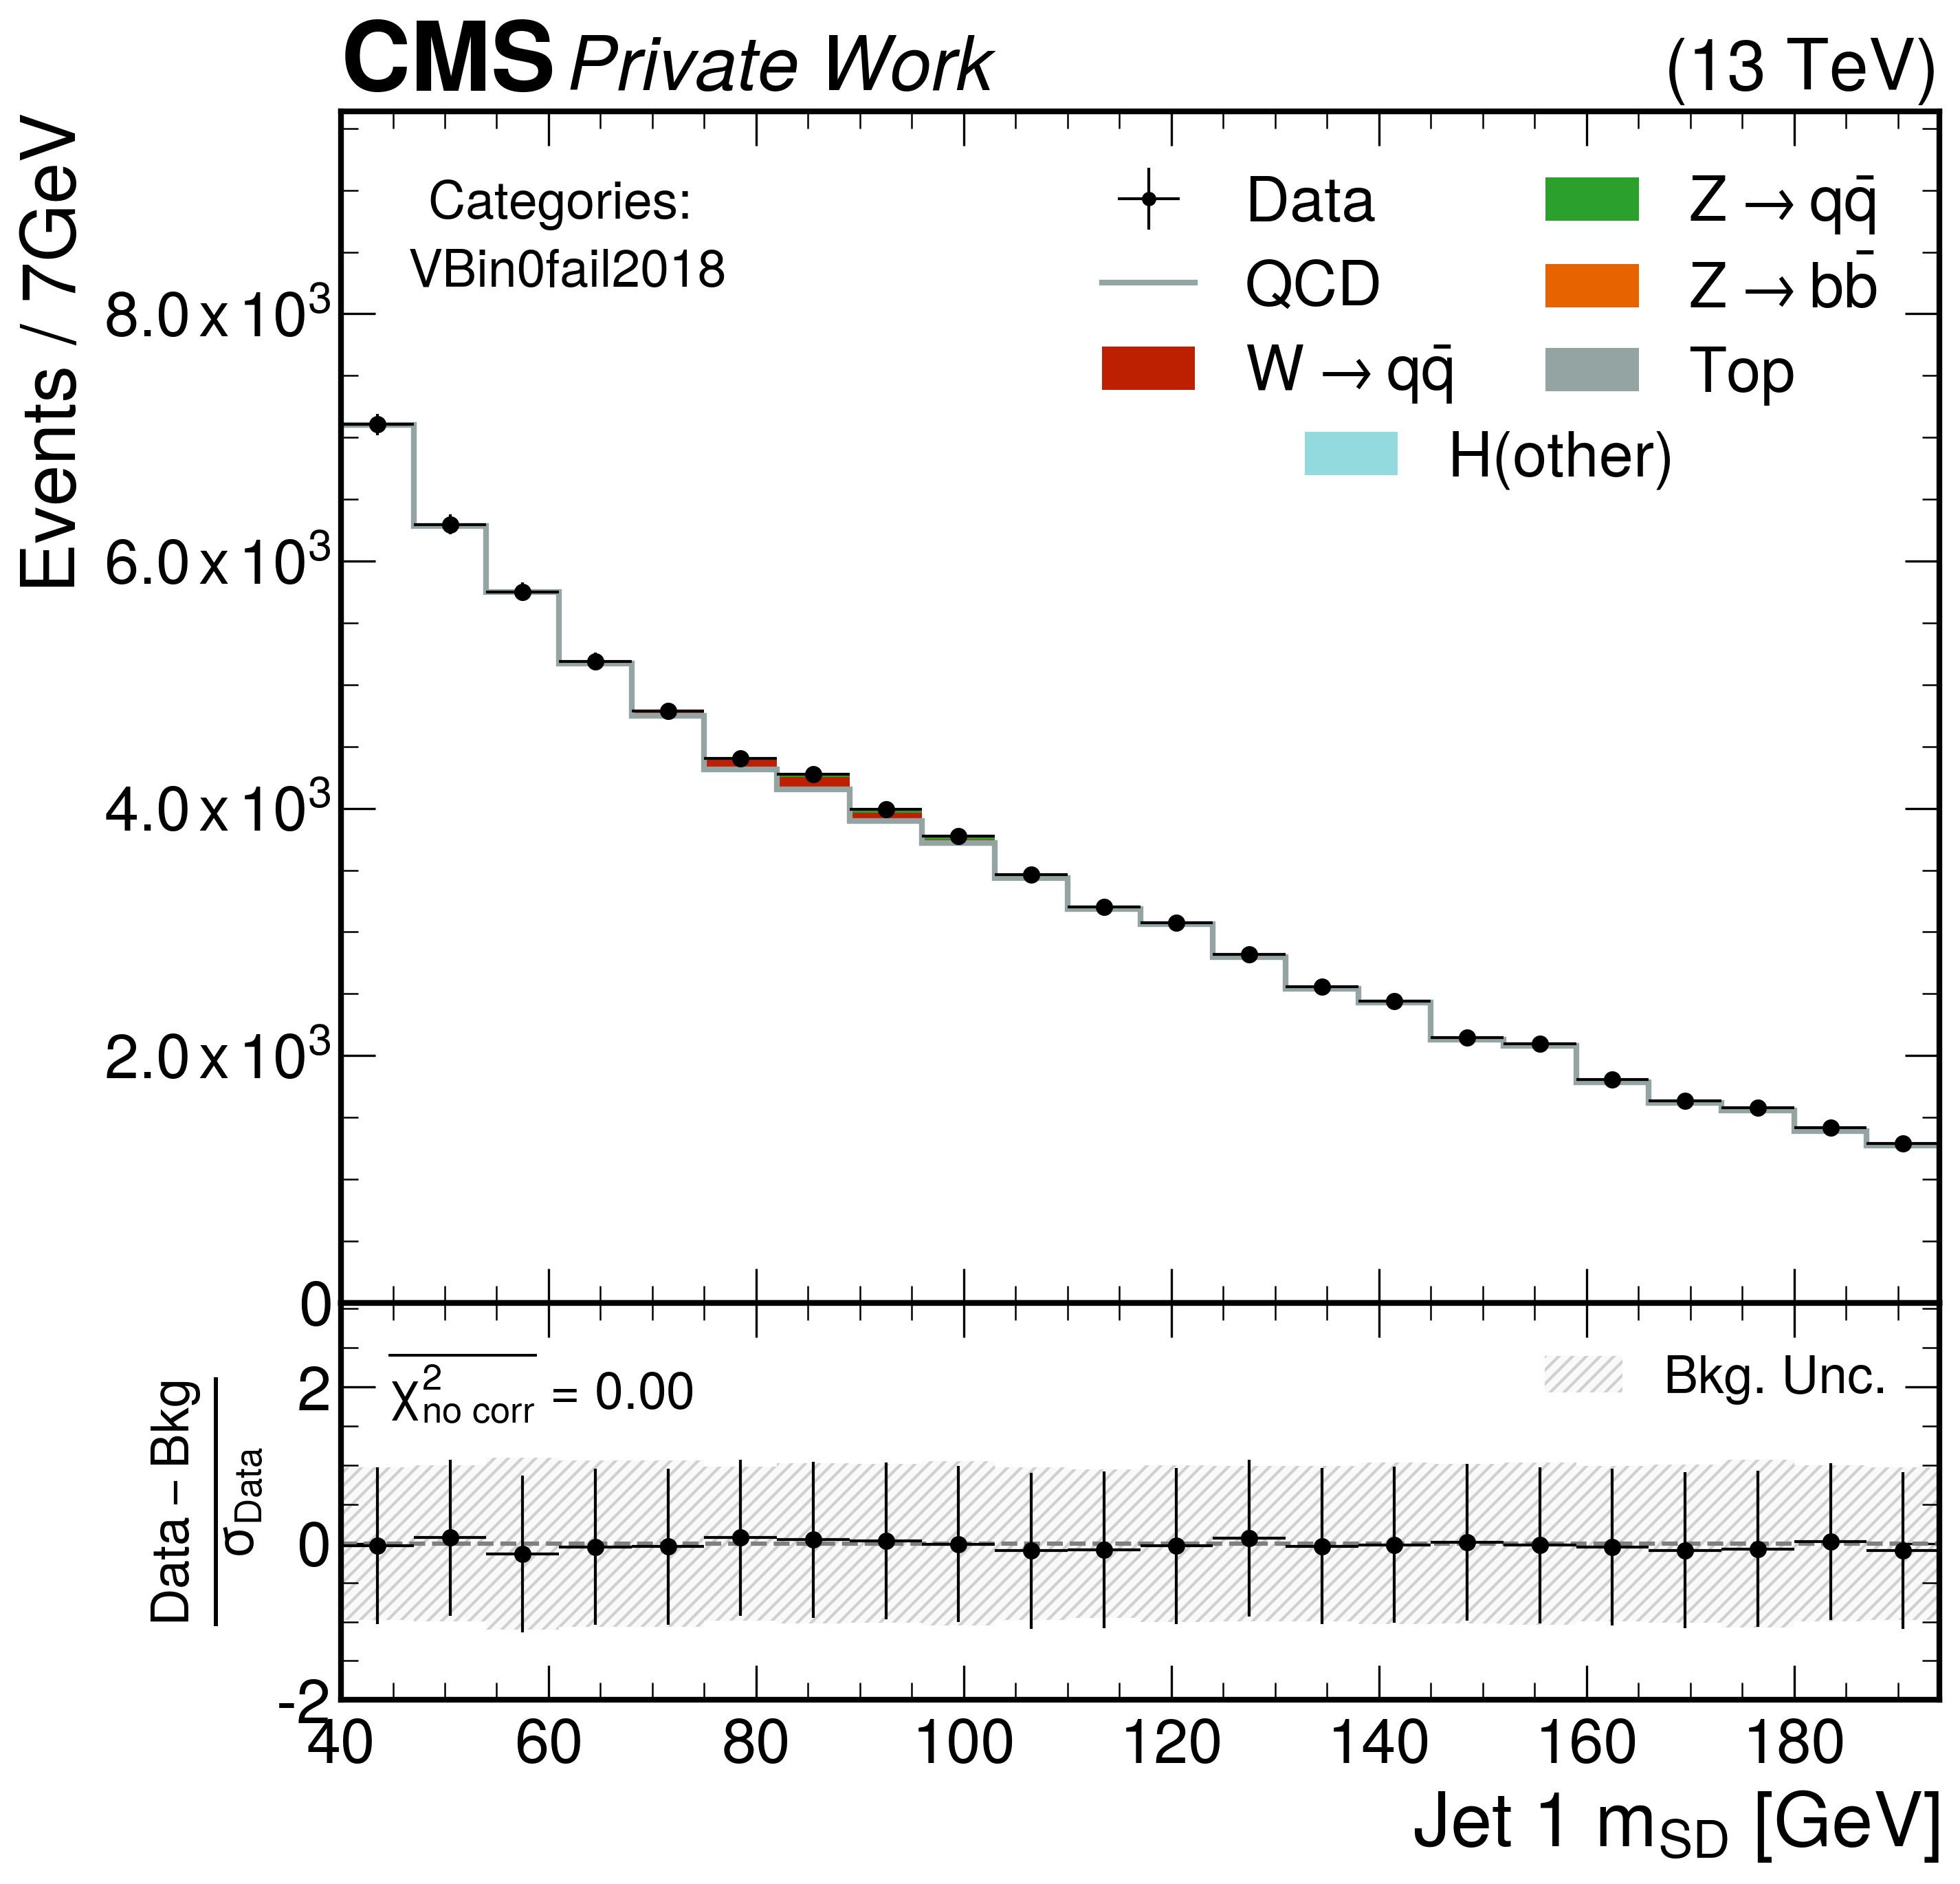 CMS Private Work (13 TeV)
Events / 7GeV
Categories:
VBin0fail2018
Data
QCD
W → qq̄
Z → qq̄
Z → bb̄
Top
H(other)
8.0 x 10³
6.0 x 10³
4.0 x 10³
2.0 x 10³
0
χ²no corr = 0.00
Bkg. Unc.
Data – Bkg
σData
2
0
-2
40 60 80 100 120 140 160 180
Jet 1 mSD [GeV]